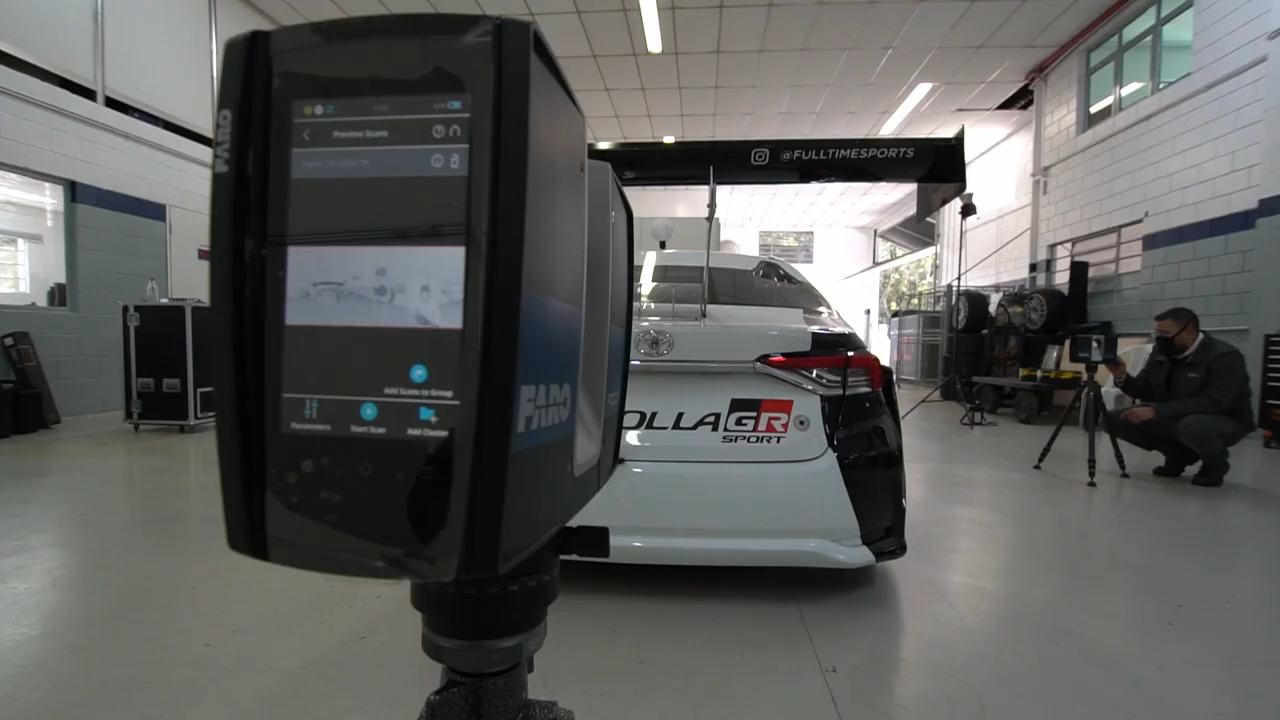 FARO
Preview Scans
Add Scans to Group
Parameters
Start Scan
Add Cluster
FARO
@FULLTIMESPORTS
OLLA GR
SPORT